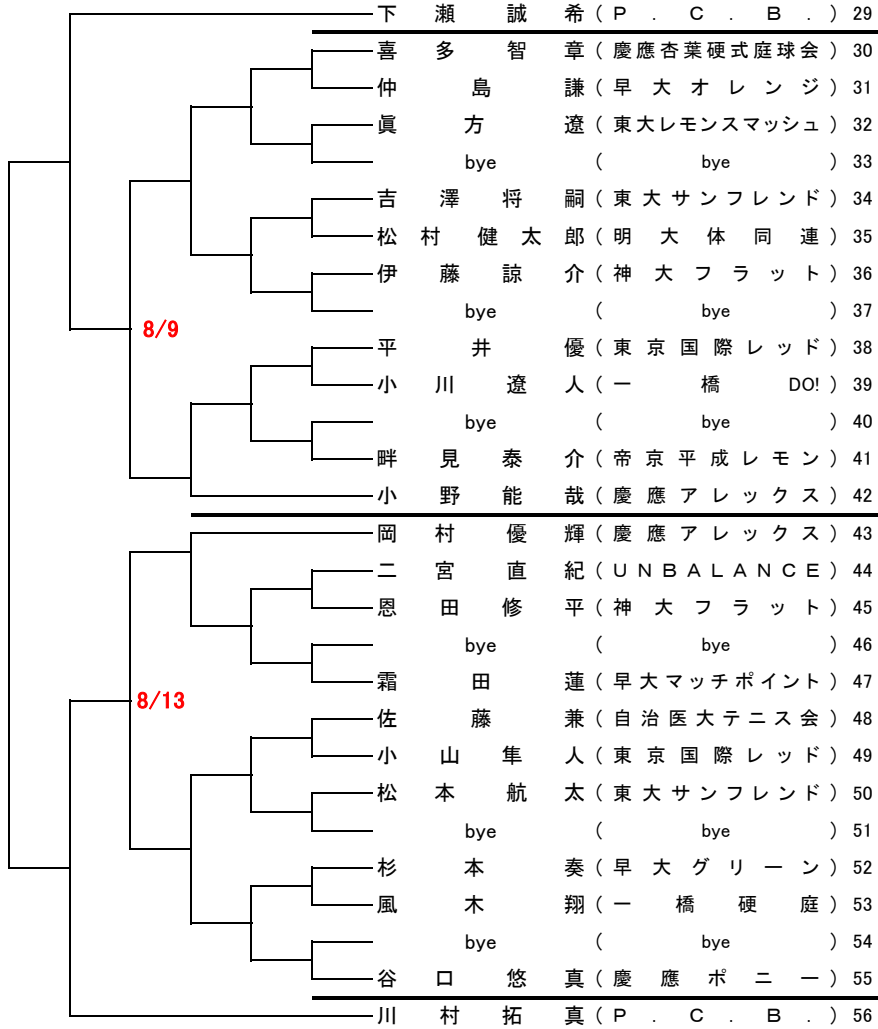 下瀬誠希(P.C.B.) 29
喜多智章(慶應杏葉硬式庭球会) 30
仲島謙(早大オレンジ) 31
眞方遼(東大レモンスマッシュ) 32
bye(bye) 33
吉澤将嗣(東大サンフレンド) 34
松村健太郎(明大体同連) 35
伊藤諒介(神大フラット) 36
bye(bye) 37
8/9
平井優(東京国際レッド) 38
小川遼人(一橋DO!) 39
bye(bye) 40
畔見泰介(帝京平成レモン) 41
小野能哉(慶應アレックス) 42
岡村優輝(慶應アレックス) 43
二宮直紀(UNBALANCE) 44
恩田修平(神大フラット) 45
bye(bye) 46
霜田蓮(早大マッチポイント) 47
8/13
佐藤兼(自治医大テニス会) 48
小山隼人(東京国際レッド) 49
松本航太(東大サンフレンド) 50
bye(bye) 51
杉本奏(早大グリーン) 52
風木翔(一橋硬庭) 53
bye(bye) 54
谷口悠真(慶應ポニー) 55
川村拓真(P.C.B.) 56